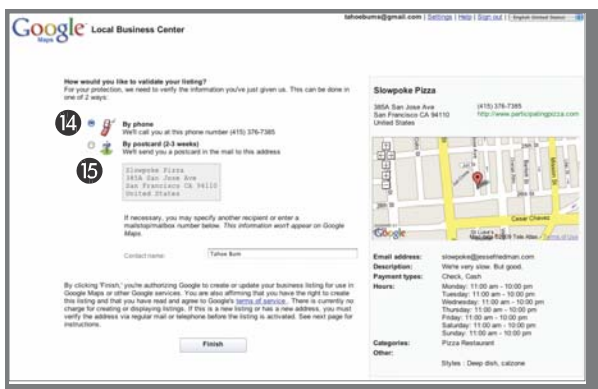 Google Maps Local Business Center
tahoebums@gmail.com | Settings | Help | Sign out | English (United States)
How would you like to validate your listing?
For your protection, we need to verify the information you've just given us. This can be done in
one of 2 ways:
14
By phone
We'll call you at this phone number (415) 376-7385
15
By postcard (2-3 weeks)
We'll send you a postcard in the mail to this address
Slowpoke Pizza
385A San Jose Ave
San Francisco CA 94110
United States
If necessary, you may specify another recipient or enter a
mailstop/mailbox number below. This information won't appear on Google
Maps.
Contact name: Tahoe Bum
By clicking 'Finish,' you're authorizing Google to create or update your business listing for use in
Google Maps or other Google services. You are also affirming that you have the right to create
this listing and that you have read and agree to Google's terms of service. There is currently no
charge for creating or displaying listings. If this is a new listing or has a new address, you must
verify the address via regular mail or telephone before the listing is activated. See next page for
instructions.
Finish
Slowpoke Pizza
385A San Jose Ave
San Francisco CA 94110
United States
(415) 376-7385
http://www.participatingpizza.com
26th St
Cesar Chavez
St Luke's
Google
Tele Atlas - Terms of Use
Email address: slowpoke@jessefriedman.com
Description: We're very slow. But good.
Payment types: Check, Cash
Hours: Monday: 11:00 am - 10:00 pm
Tuesday: 11:00 am - 10:00 pm
Wednesday: 11:00 am - 10:00 pm
Thursday: 11:00 am - 10:00 pm
Friday: 11:00 am - 10:00 pm
Saturday: 11:00 am - 10:00 pm
Sunday: 11:00 am - 10:00 pm
Categories: Pizza Restaurant
Other:
Styles : Deep dish, calzone